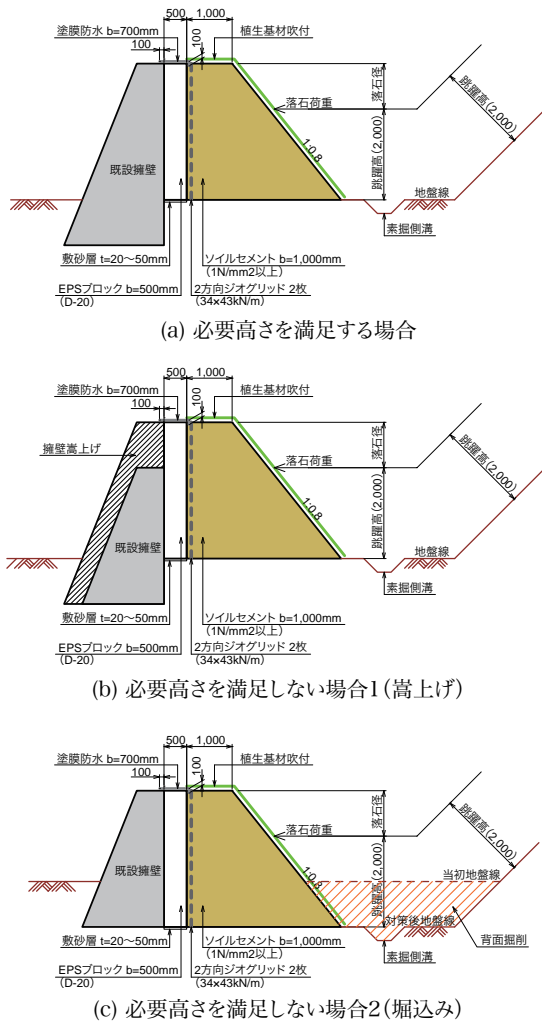 500 1,000
塗膜防水 b=700mm
植生基材吹付
100
100
落石径
落石荷重
跳躍高(2,000)
跳躍高(2,000)
1:0.8
既設擁壁
地盤線
素掘側溝
敷砂層 t=20～50mm
ソイルセメント b=1,000mm
(1N/mm2以上)
EPSブロック b=500mm
(D-20)
2方向ジオグリッド 2枚
(34×43kN/m)
(a) 必要高さを満足する場合
500 1,000
塗膜防水 b=700mm
植生基材吹付
100
100
擁壁嵩上げ
落石径
落石荷重
跳躍高(2,000)
跳躍高(2,000)
1:0.8
既設擁壁
地盤線
素掘側溝
敷砂層 t=20～50mm
ソイルセメント b=1,000mm
(1N/mm2以上)
EPSブロック b=500mm
(D-20)
2方向ジオグリッド 2枚
(34×43kN/m)
(b) 必要高さを満足しない場合1(嵩上げ)
500 1,000
塗膜防水 b=700mm
植生基材吹付
100
100
落石径
落石荷重
跳躍高(2,000)
跳躍高(2,000)
1:0.8
既設擁壁
当初地盤線
対策後地盤線
背面掘削
素掘側溝
敷砂層 t=20～50mm
ソイルセメント b=1,000mm
(1N/mm2以上)
EPSブロック b=500mm
(D-20)
2方向ジオグリッド 2枚
(34×43kN/m)
(c) 必要高さを満足しない場合2(堀込み)